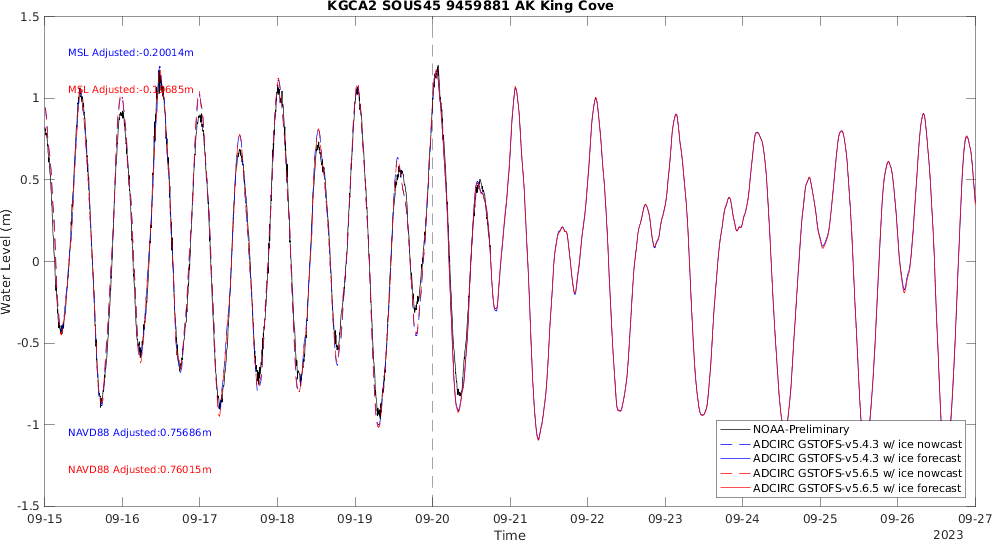 KGCA2 SOUS45 9459881 AK King Cove
MSL Adjusted:-0.20014m
MSL Adjusted:-0.19685m
NAVD88 Adjusted:0.75686m
NAVD88 Adjusted:0.76015m
Water Level (m)
1.5
1
0.5
0
-0.5
-1
-1.5
NOAA-Preliminary
ADCIRC GSTOFS-v5.4.3 w/ ice nowcast
ADCIRC GSTOFS-v5.4.3 w/ ice forecast
ADCIRC GSTOFS-v5.6.5 w/ ice nowcast
ADCIRC GSTOFS-v5.6.5 w/ ice forecast
09-15 09-16 09-17 09-18 09-19 09-20 09-21 09-22 09-23 09-24 09-25 09-26 09-27
Time
2023